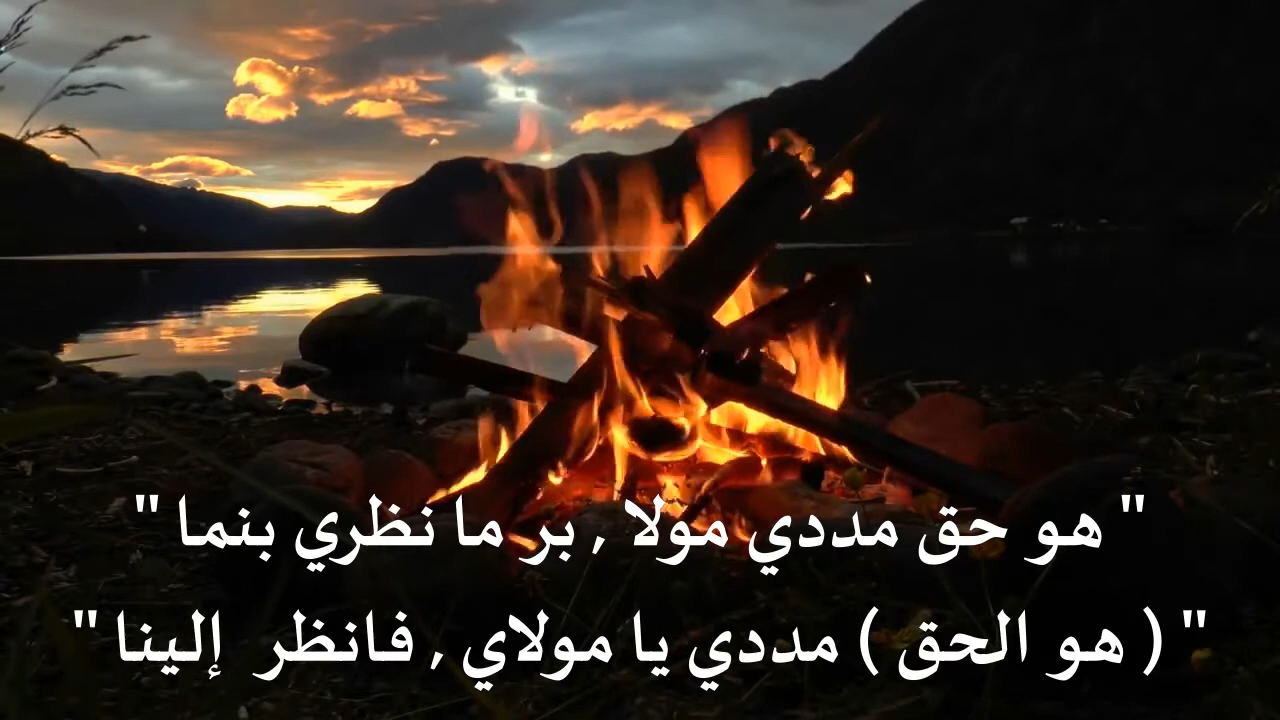 " هو حق مددي مولا , بر ما نظري بنما "
" ( هو الحق ) مددي يا مولاي , فانظر إلينا "